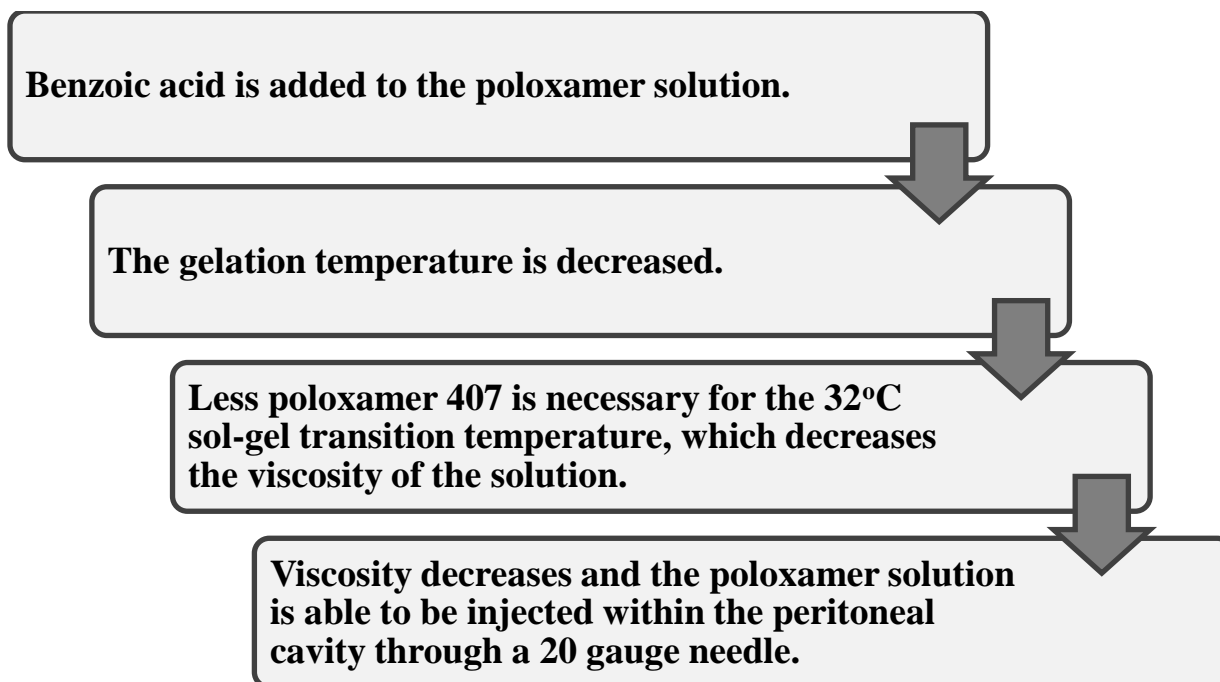 Benzoic acid is added to the poloxamer solution.
The gelation temperature is decreased.
Less poloxamer 407 is necessary for the 32°C
sol-gel transition temperature, which decreases
the viscosity of the solution.
Viscosity decreases and the poloxamer solution
is able to be injected within the peritoneal
cavity through a 20 gauge needle.